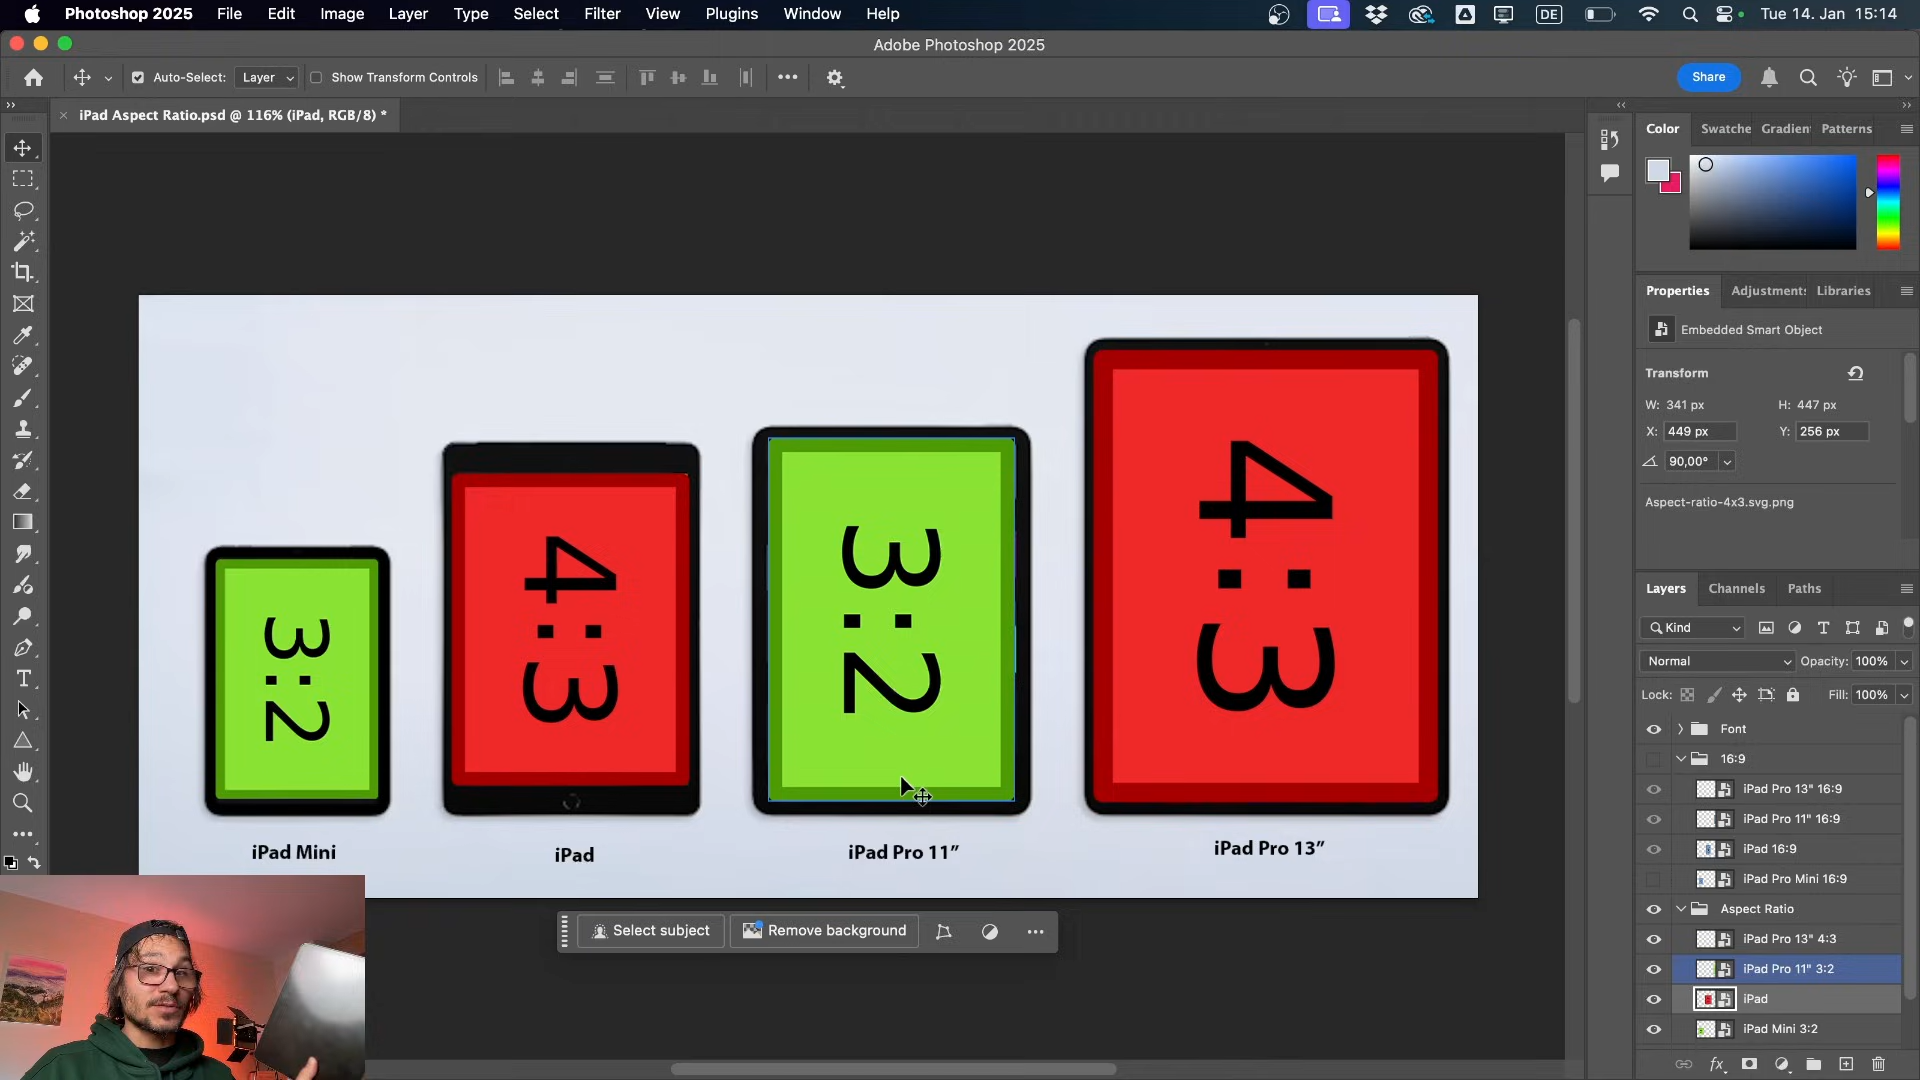 Photoshop 2025 File Edit Image Layer Type Select Filter View Plugins Window Help DE Tue 14. Jan 15:14
Adobe Photoshop 2025
Auto-Select: Layer Show Transform Controls Share
iPad Aspect Ratio.psd @ 116% (iPad, RGB/8) *
Color Swatche Gradien Patterns
Properties Adjustment: Libraries
Embedded Smart Object
Transform
W: 341 px H: 447 px
X: 449 px Y: 256 px
90,00°
Aspect-ratio-4x3.svg.png
3:2
4:3
3:2
4:3
iPad Mini
iPad
iPad Pro 11”
iPad Pro 13”
Select subject Remove background
Layers Channels Paths
Kind
Normal Opacity: 100%
Lock: Fill: 100%
Font
16:9
iPad Pro 13" 16:9
iPad Pro 11" 16:9
iPad 16:9
iPad Pro Mini 16:9
Aspect Ratio
iPad Pro 13" 4:3
iPad Pro 11" 3:2
iPad
iPad Mini 3:2
fx